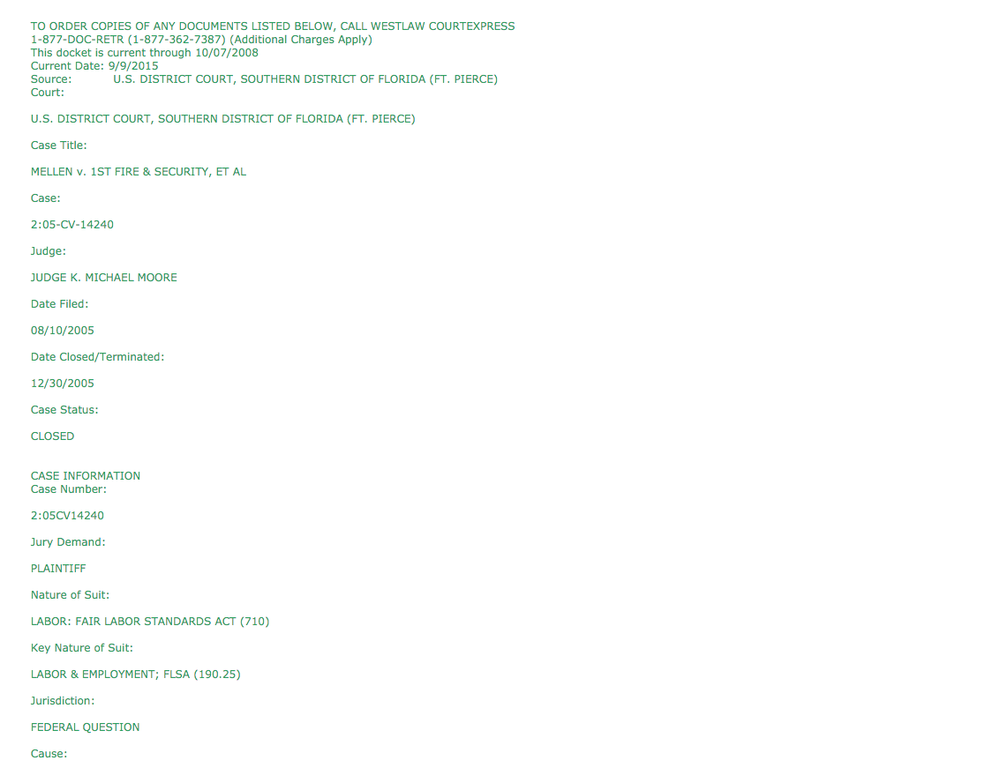 TO ORDER COPIES OF ANY DOCUMENTS LISTED BELOW, CALL WESTLAW COURTEXPRESS
1-877-DOC-RETR (1-877-362-7387) (Additional Charges Apply)
This docket is current through 10/07/2008
Current Date: 9/9/2015
Source: U.S. DISTRICT COURT, SOUTHERN DISTRICT OF FLORIDA (FT. PIERCE)
Court:
U.S. DISTRICT COURT, SOUTHERN DISTRICT OF FLORIDA (FT. PIERCE)
Case Title:
MELLEN v. 1ST FIRE & SECURITY, ET AL
Case:
2:05-CV-14240
Judge:
JUDGE K. MICHAEL MOORE
Date Filed:
08/10/2005
Date Closed/Terminated:
12/30/2005
Case Status:
CLOSED
CASE INFORMATION
Case Number:
2:05CV14240
Jury Demand:
PLAINTIFF
Nature of Suit:
LABOR: FAIR LABOR STANDARDS ACT (710)
Key Nature of Suit:
LABOR & EMPLOYMENT; FLSA (190.25)
Jurisdiction:
FEDERAL QUESTION
Cause: